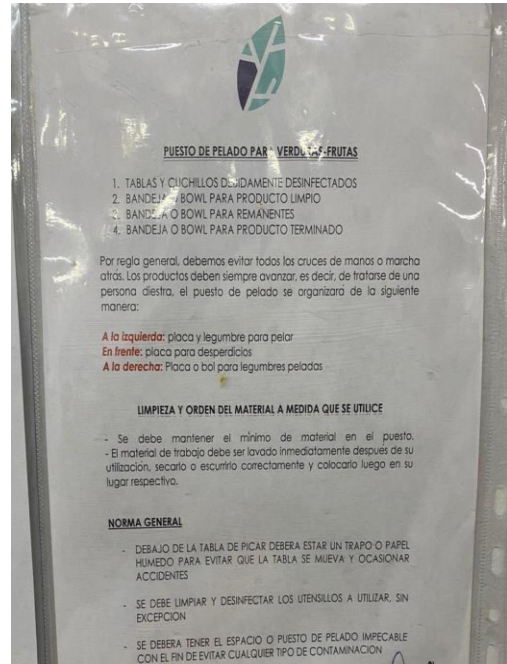 PUESTO DE PELADO PARA VERDURAS-FRUTAS
1. TABLAS Y CUCHILLOS DEBIDAMENTE DESINFECTADOS
2. BANDEJA O BOWL PARA PRODUCTO LIMPIO
3. BANDEJA O BOWL PARA REMANENTES
4. BANDEJA O BOWL PARA PRODUCTO TERMINADO
Por regla general, debemos evitar todos los cruces de manos o marcha
atrás. Los productos deben siempre avanzar, es decir, de tratarse de una
persona diestra, el puesto de pelado se organizará de la siguiente
manera:
A la izquierda: placa y legumbre para pelar
En frente: placa para desperdicios
A la derecha: Placa o bol para legumbres peladas
LIMPIEZA Y ORDEN DEL MATERIAL A MEDIDA QUE SE UTILICE
- Se debe mantener el mínimo de material en el puesto.
- El material de trabajo debe ser lavado inmediatamente despues de su
utilización, secarlo o escurrirlo correctamente y colocarlo luego en su
lugar respectivo.
NORMA GENERAL
- DEBAJO DE LA TABLA DE PICAR DEBERA ESTAR UN TRAPO O PAPEL
HUMEDO PARA EVITAR QUE LA TABLA SE MUEVA Y OCASIONAR
ACCIDENTES
- SE DEBE LIMPIAR Y DESINFECTAR LOS UTENSILLOS A UTILIZAR, SIN
EXCEPCION
- SE DEBERA TENER EL ESPACIO O PUESTO DE PELADO IMPECABLE
CON EL FIN DE EVITAR CUALQUIER TIPO DE CONTAMINACION